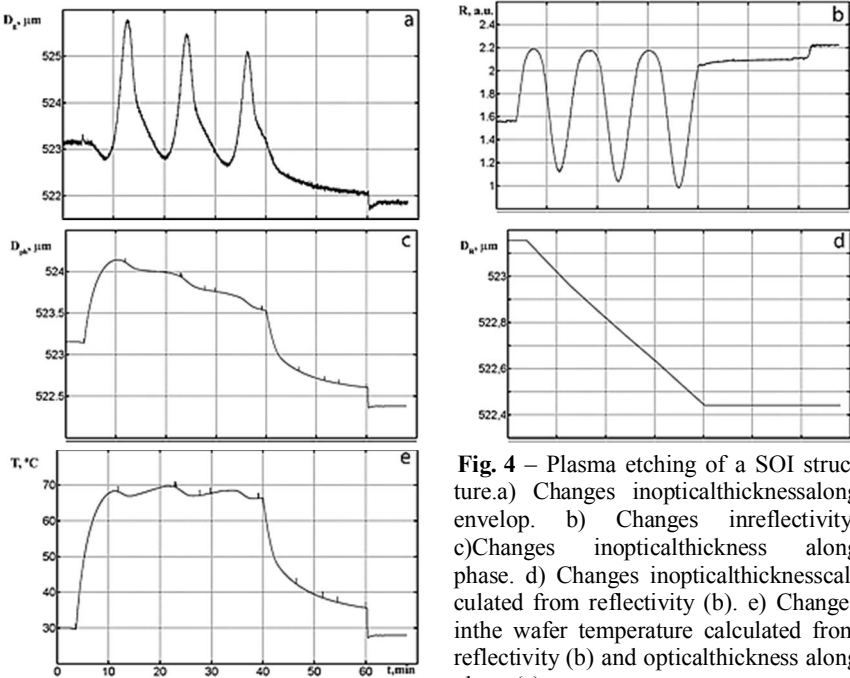 D_g, μm
a
525
524
523
522
R, a.u.
b
2.4
2.2
2.0
1.8
1.6
1.4
1.2
1
D_ph, μm
c
524
523.5
523
522.5
D_R, μm
d
523
522,8
522,6
522,4
T, °C
e
70
60
50
40
30
0 10 20 30 40 50 60 t,min
Fig. 4 – Plasma etching of a SOI struc-
ture.a) Changes inopticalthicknessalong
envelop. b) Changes inreflectivity
c)Changes inopticalthickness along
phase. d) Changes inopticalthicknesscal
culated from reflectivity (b). e) Change
inthe wafer temperature calculated from
reflectivity (b) and opticalthickness along